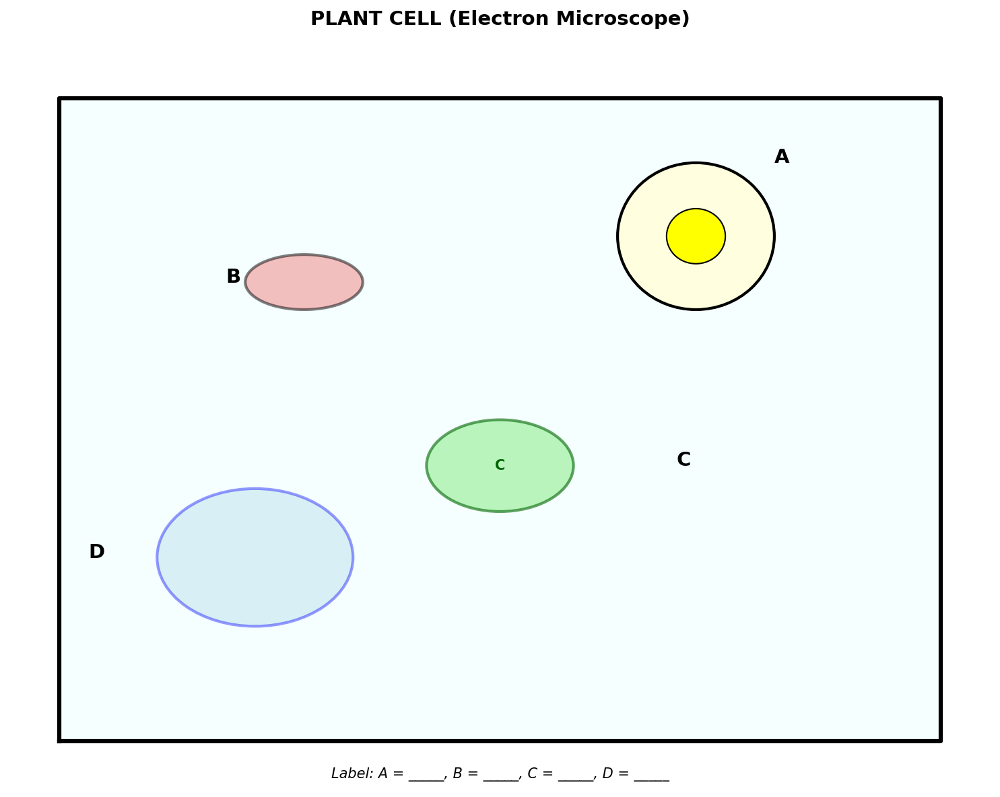 PLANT CELL (Electron Microscope)
A
B
C
C
D
Label: A = _____, B = _____, C = _____, D = _____